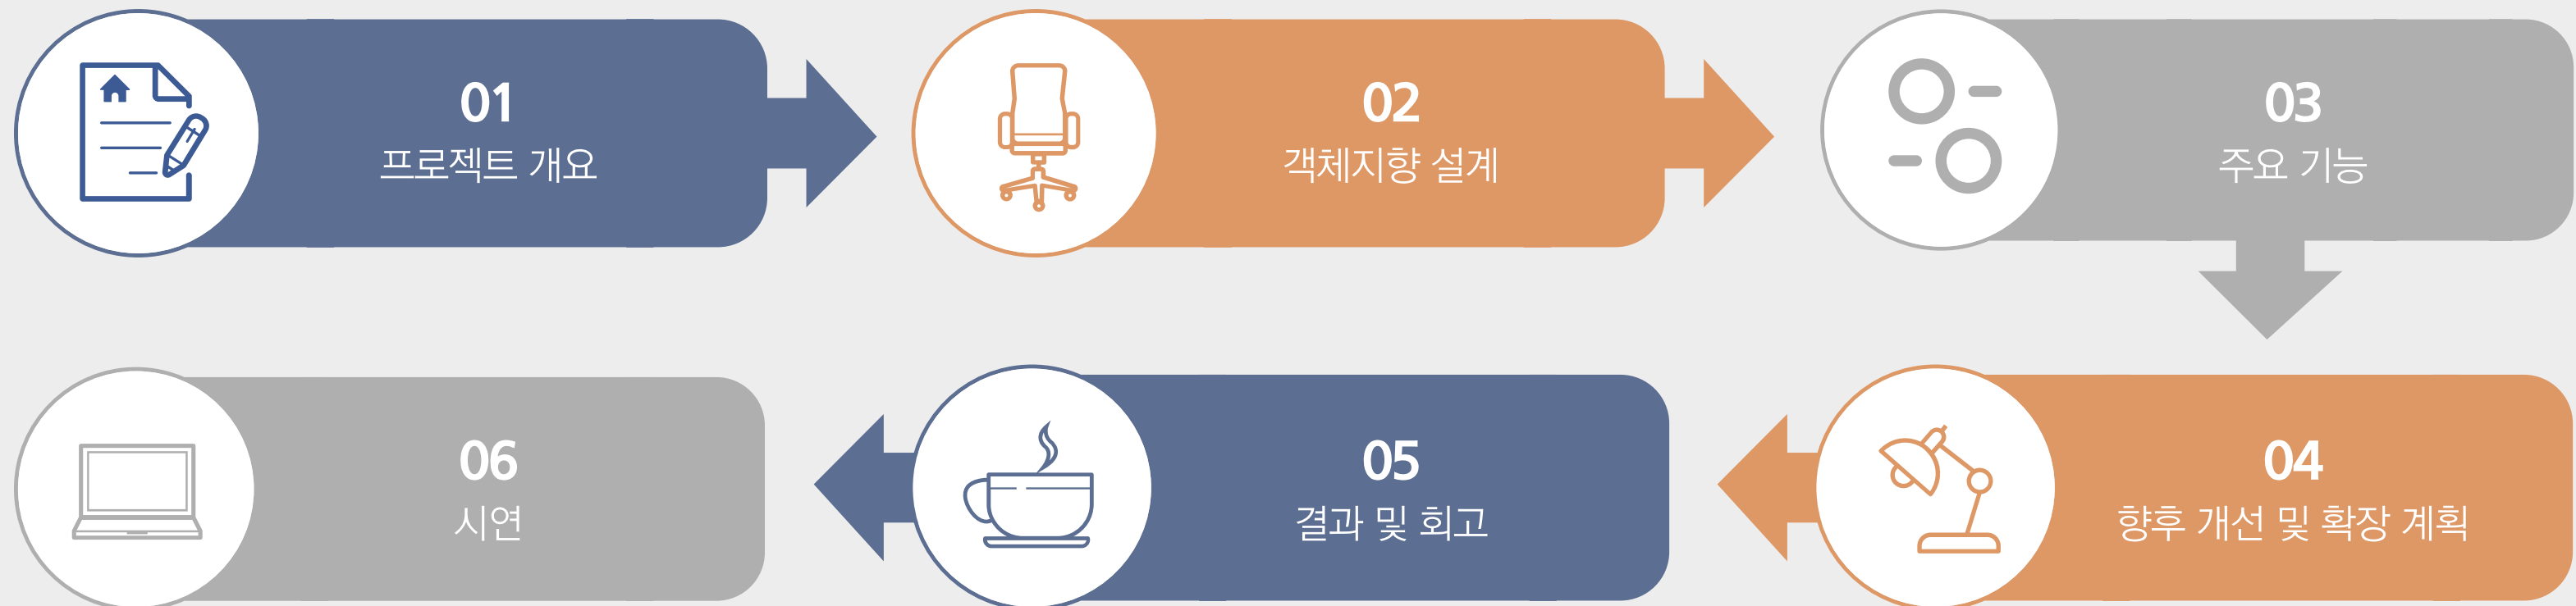 01
프로젝트 개요
02
객체지향 설계
03
주요 기능
04
향후 개선 및 확장 계획
05
결과 및 회고
06
시연